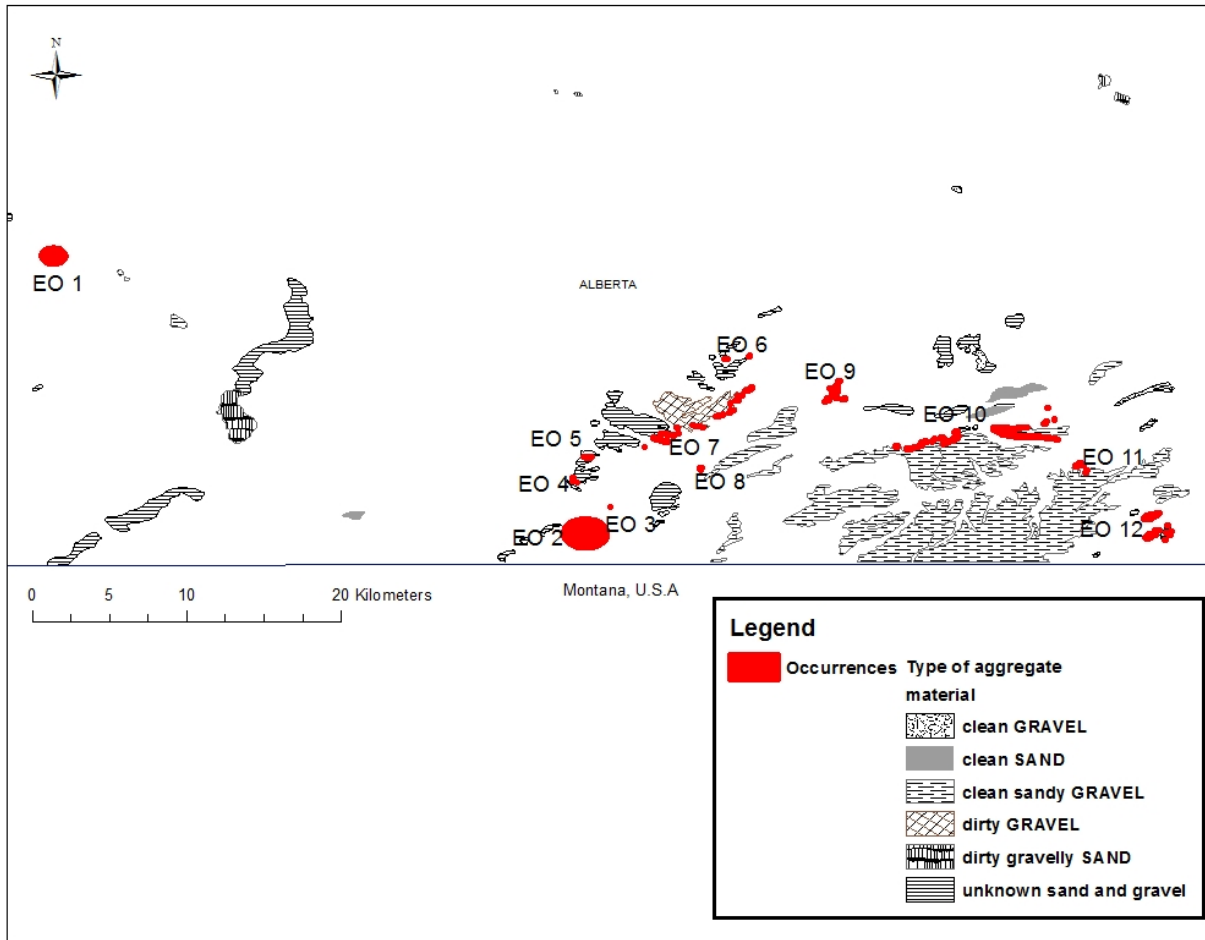 N
EO 1
ALBERTA
EO 6
EO 9
EO 10
EO 5
EO 7
EO 11
EO 4
EO 8
EO 3
EO 2
EO 12
0 5 10 20 Kilometers
Montana, U.S.A
Legend
Occurrences
Type of aggregate
material
clean GRAVEL
clean SAND
clean sandy GRAVEL
dirty GRAVEL
dirty gravelly SAND
unknown sand and gravel